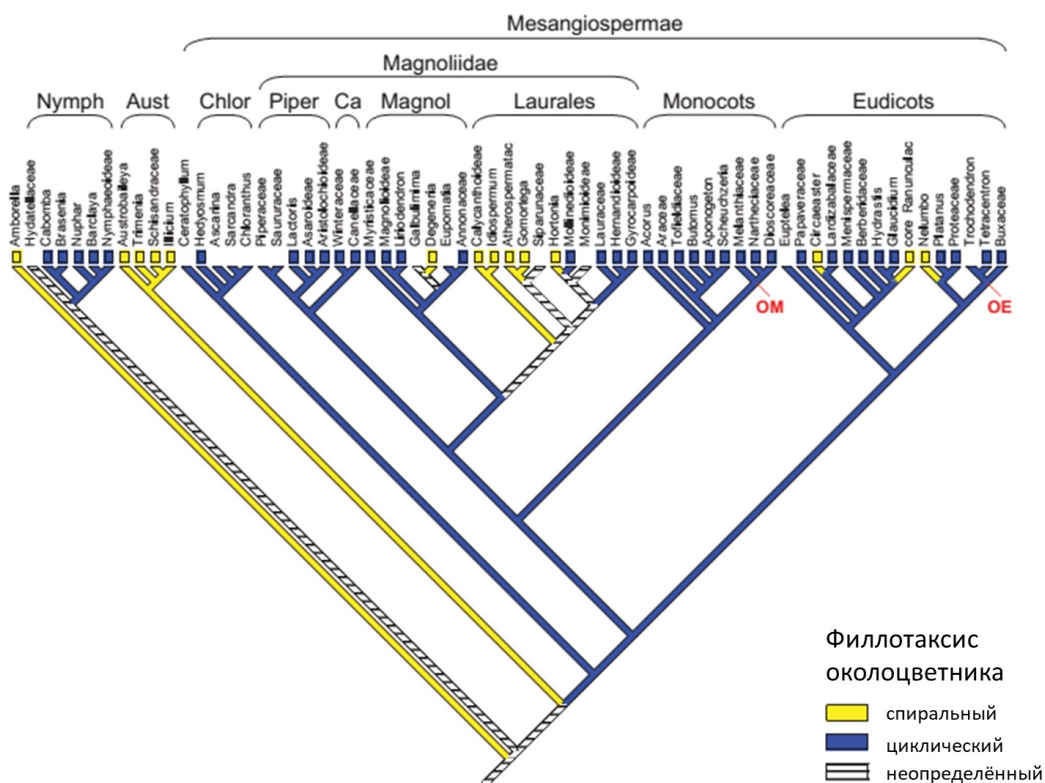 Mesangiospermae
Magnoliidae
Nymph Aust Chlor Piper Ca Magnol Laurales Monocots Eudicots
Amborella
Hydatellaceae
Cabomba
Brasenia
Nuphar
Barclaya
Nymphaeoideae
Austrobaileya
Trimenia
Schisandraceae
Illicium
Ceratophyllum
Hedyosmum
Ascarina
Sarcandra
Chloranthus
Piperaceae
Saururaceae
Lactoris
Asaroideae
Aristolochioideae
Winteraceae
Canellaceae
Myristicaceae
Magnolioideae
Liriodendron
Galbulimima
Degeneria
Eupomatia
Annonaceae
Calycanthoideae
Idiospermum
Atherospermatac
Gomortega
Siparunaceae
Hortonia
Mollinedioideae
Monimioideae
Lauraceae
Hernandioideae
Gyrocarpoideae
Acorus
Araceae
Tofieldiaceae
Butomus
Aponogeton
Scheuchzeria
Melanthiaceae
Nartheciaceae
Dioscoreaceae
Euptelea
Papaveraceae
Circaeaster
Lardizabalaceae
Menispermaceae
Berberidaceae
Hydrastis
Glaucidium
core Ranunculac
Nelumbo
Platanus
Proteaceae
Trochodendron
Tetracentron
Buxaceae
OM
OE
Филлотаксис
околоцветника
спиральный
циклический
неопределённый